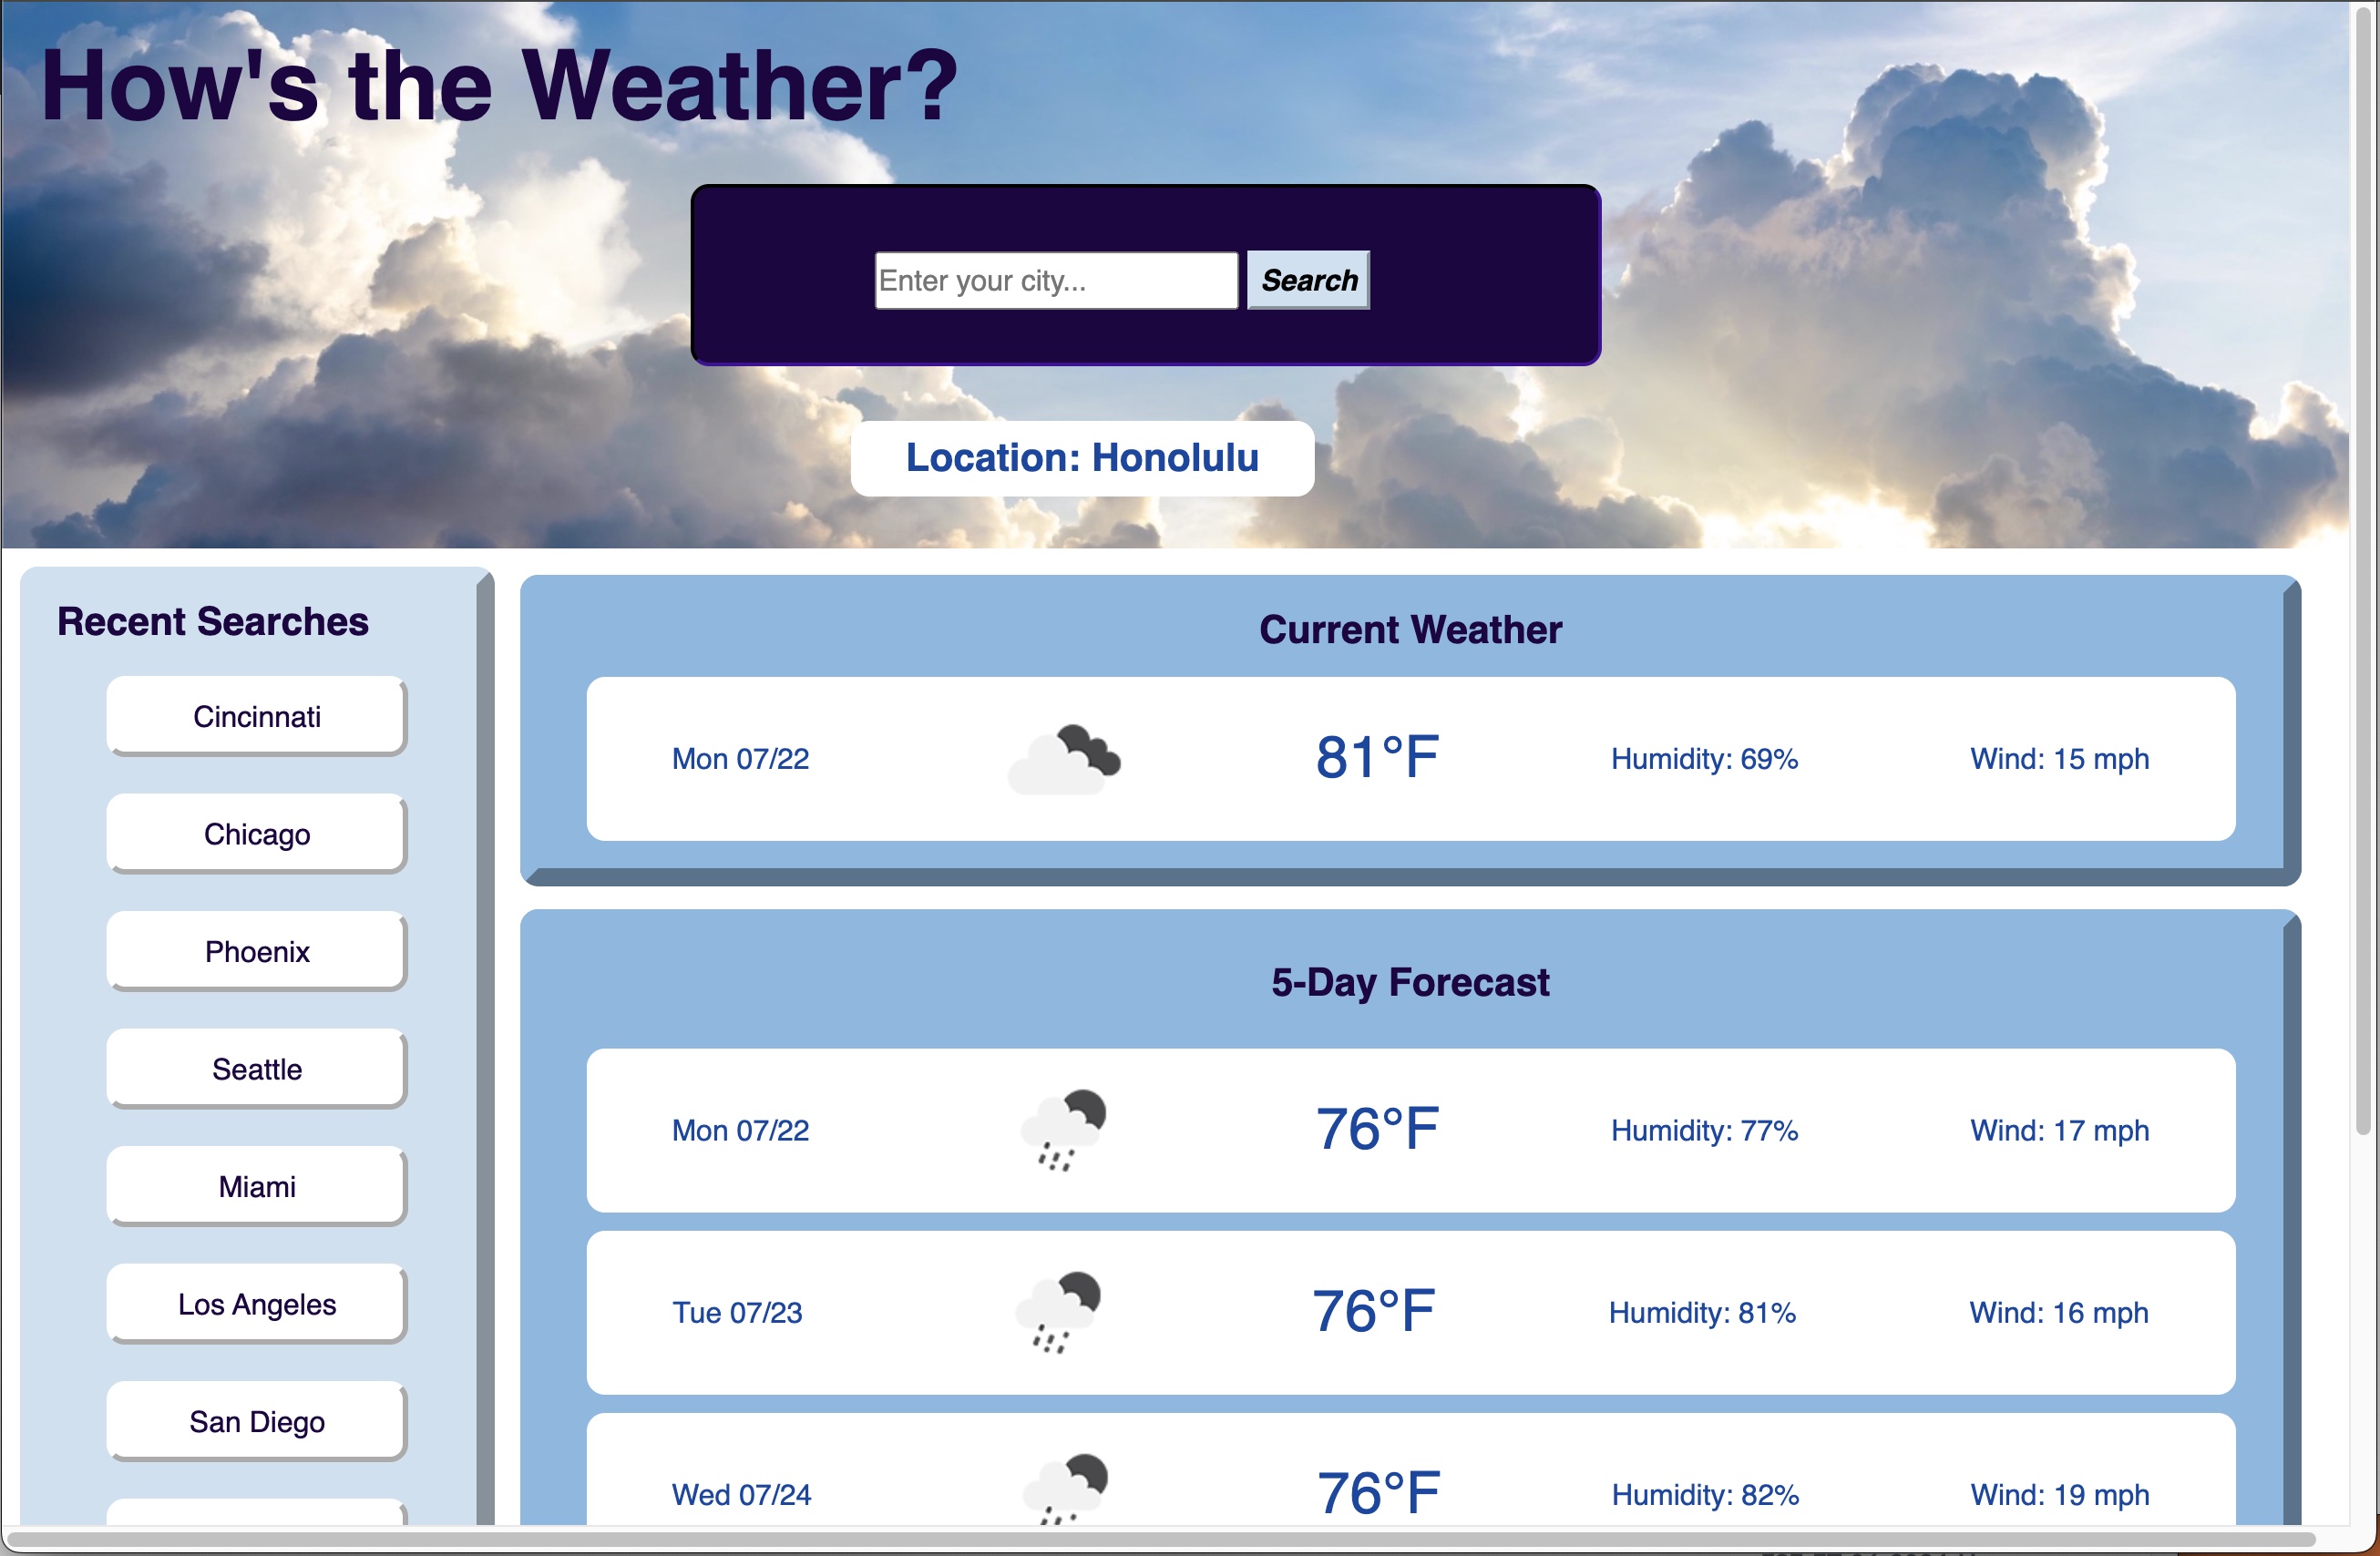 How's the Weather?
Enter your city...
Search
Location: Honolulu
Recent Searches
Cincinnati
Chicago
Phoenix
Seattle
Miami
Los Angeles
San Diego
Current Weather
Mon 07/22 81°F Humidity: 69% Wind: 15 mph
5-Day Forecast
Mon 07/22 76°F Humidity: 77% Wind: 17 mph
Tue 07/23 76°F Humidity: 81% Wind: 16 mph
Wed 07/24 76°F Humidity: 82% Wind: 19 mph